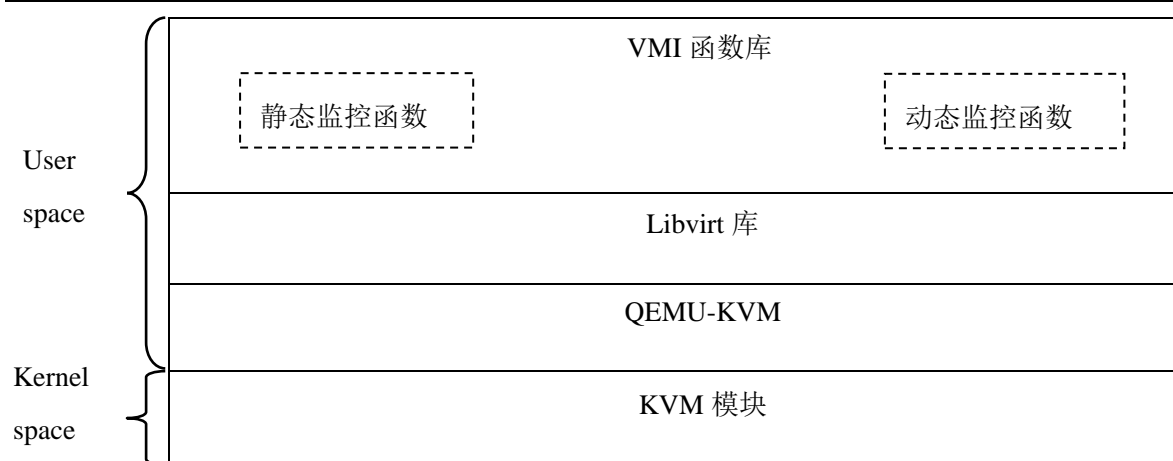 VMI 函数库
静态监控函数
动态监控函数
User
space
Libvirt 库
QEMU-KVM
Kernel
space
KVM 模块